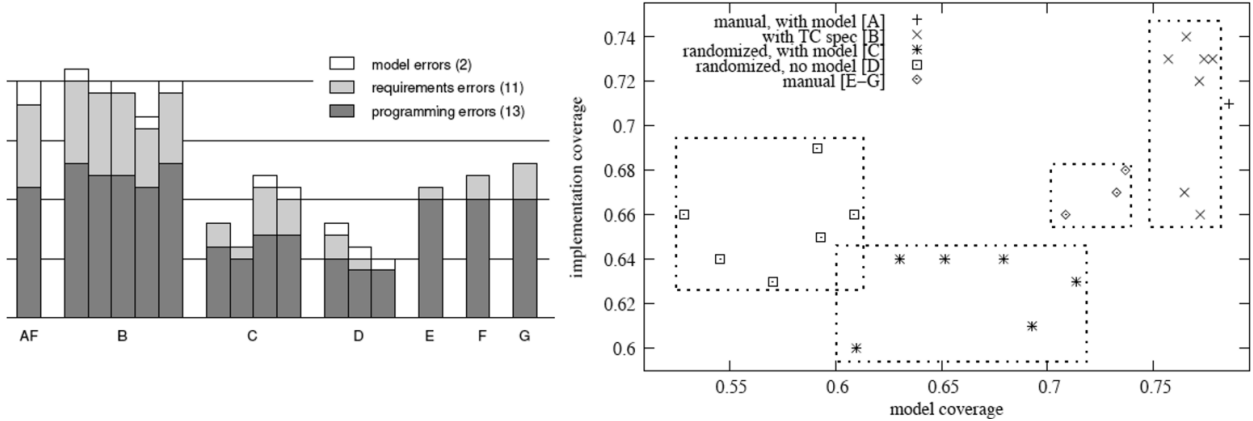 model errors (2)
requirements errors (11)
programming errors (13)
AF B C D E F G
manual, with model [A]
with TC spec [B]
randomized, with model [C]
randomized, no model [D]
manual [E–G]
implementation coverage
0.74
0.72
0.7
0.68
0.66
0.64
0.62
0.6
0.55 0.6 0.65 0.7 0.75
model coverage